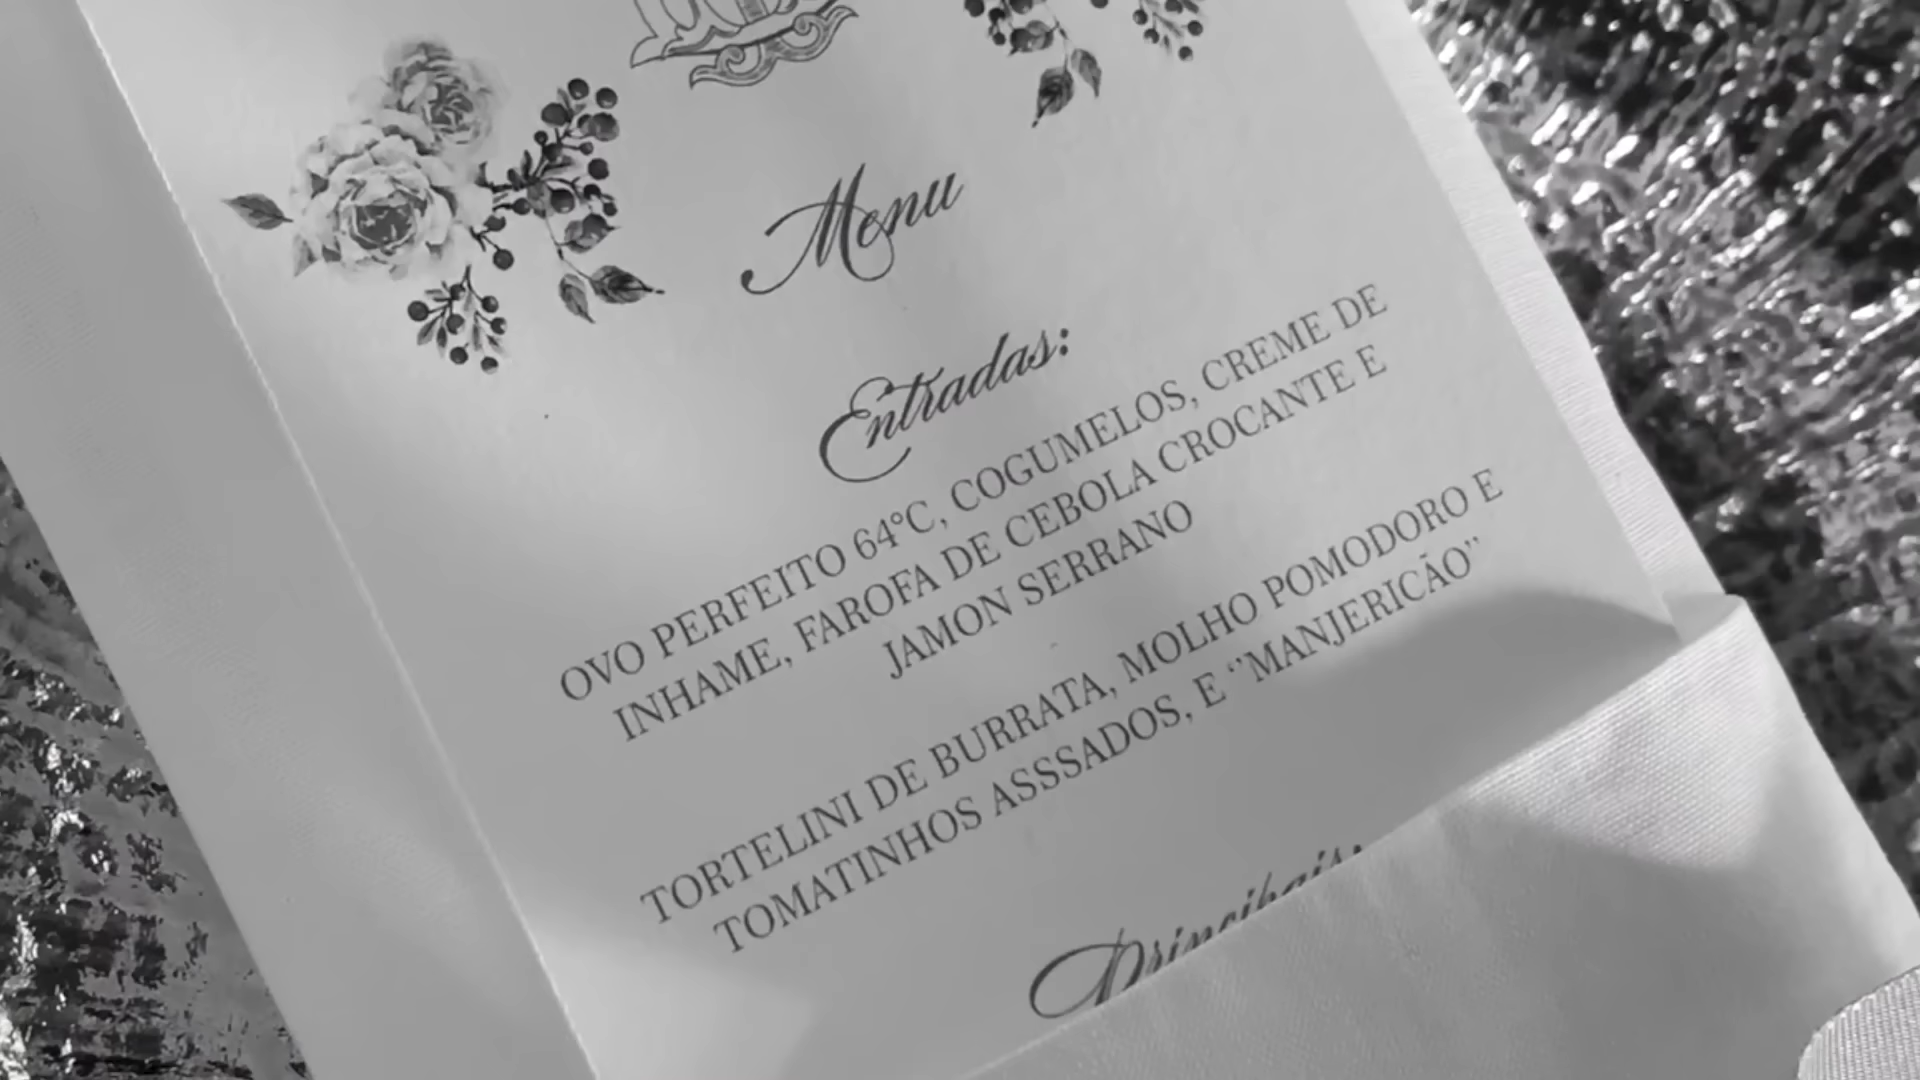 Menu
Entradas:
OVO PERFEITO 64°C, COGUMELOS, CREME DE
INHAME, FAROFA DE CEBOLA CROCANTE E
JAMON SERRANO
TORTELINI DE BURRATA, MOLHO POMODORO E
TOMATINHOS ASSSADOS, E “MANJERICÃO”
Principais: